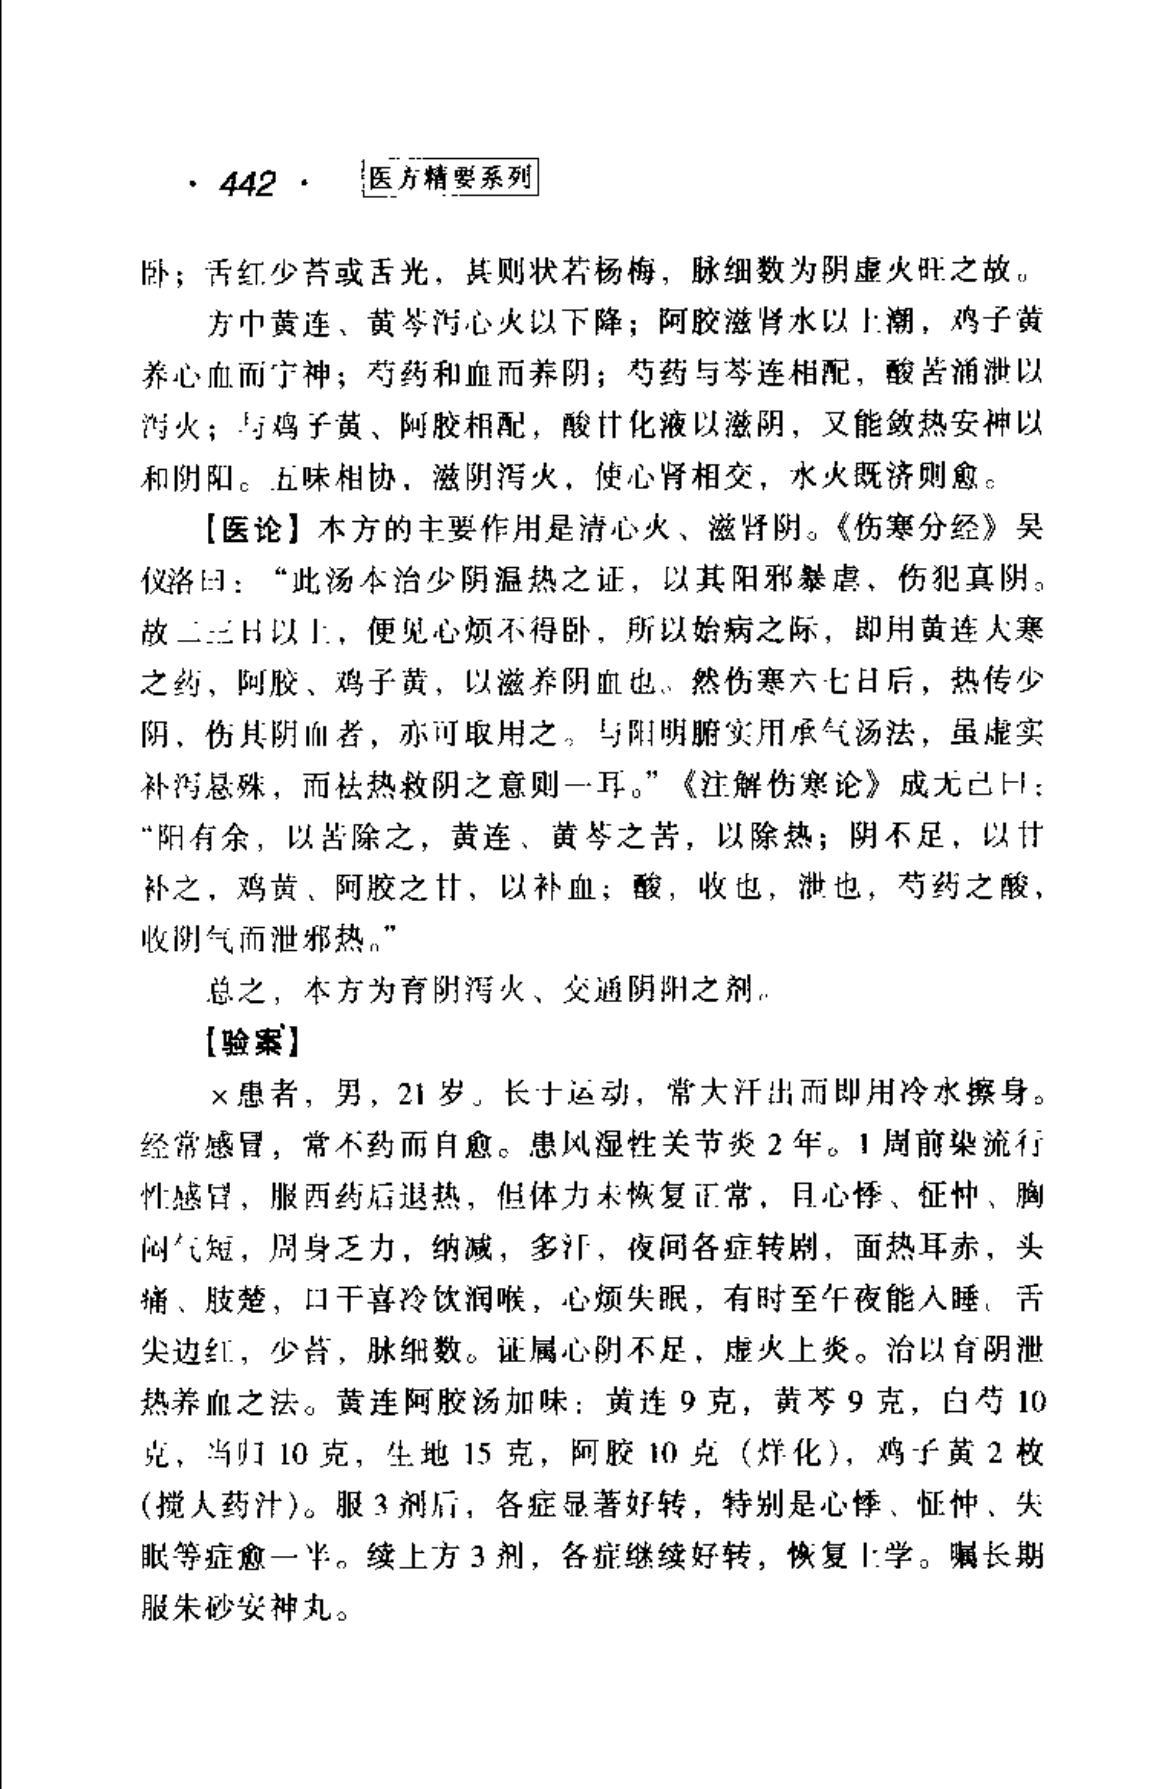 · 442 · 医方精要系列
卧；舌红少苔或舌光，甚则状若杨梅，脉细数为阴虚火旺之故。
方中黄连、黄芩泻心火以下降；阿胶滋肾水以上潮，鸡子黄
养心血而宁神；芍药和血而养阴；芍药与芩连相配，酸苦涌泄以
泻火；与鸡子黄、阿胶相配，酸甘化液以滋阴，又能敛热安神以
和阴阳。五味相协，滋阴泻火，使心肾相交，水火既济则愈。
【医论】本方的主要作用是清心火、滋肾阴。《伤寒分经》吴
仪洛曰：“此汤本治少阴温热之证，以其阳邪暴虐、伤犯真阴。
故二三日以上，便见心烦不得卧，所以始病之际，即用黄连大寒
之药，阿胶、鸡子黄，以滋养阴血也。然伤寒六七日后，热传少
阴，伤其阴血者，亦可取用之。与阳明腑实用承气汤法，虽虚实
补泻悬殊，而祛热救阴之意则一耳。”《注解伤寒论》成无己曰：
“阳有余，以苦除之，黄连、黄芩之苦，以除热；阴不足，以甘
补之，鸡黄、阿胶之甘，以补血；酸，收也，泄也，芍药之酸，
收阴气而泄邪热。”
总之，本方为育阴泻火、交通阴阳之剂。
【验案】
×患者，男，21 岁。长于运动，常大汗出而即用冷水擦身。
经常感冒，常不药而自愈。患风湿性关节炎 2 年。1 周前染流行
性感冒，服西药后退热，但体力未恢复正常，且心悸、怔忡、胸
闷气短，周身乏力，纳减，多汗，夜间各症转剧，面热耳赤，头
痛、肢楚，口干喜冷饮润喉，心烦失眠，有时至午夜能入睡。舌
尖边红，少苔，脉细数。证属心阴不足，虚火上炎。治以育阴泄
热养血之法。黄连阿胶汤加味：黄连 9 克，黄芩 9 克，白芍 10
克，当归 10 克，生地 15 克，阿胶 10 克（烊化），鸡子黄 2 枚
(搅人药汁)。服 3 剂后，各症显著好转，特别是心悸、怔忡、失
眠等症愈一半。续上方 3 剂，各症继续好转，恢复上学。嘱长期
服朱砂安神丸。